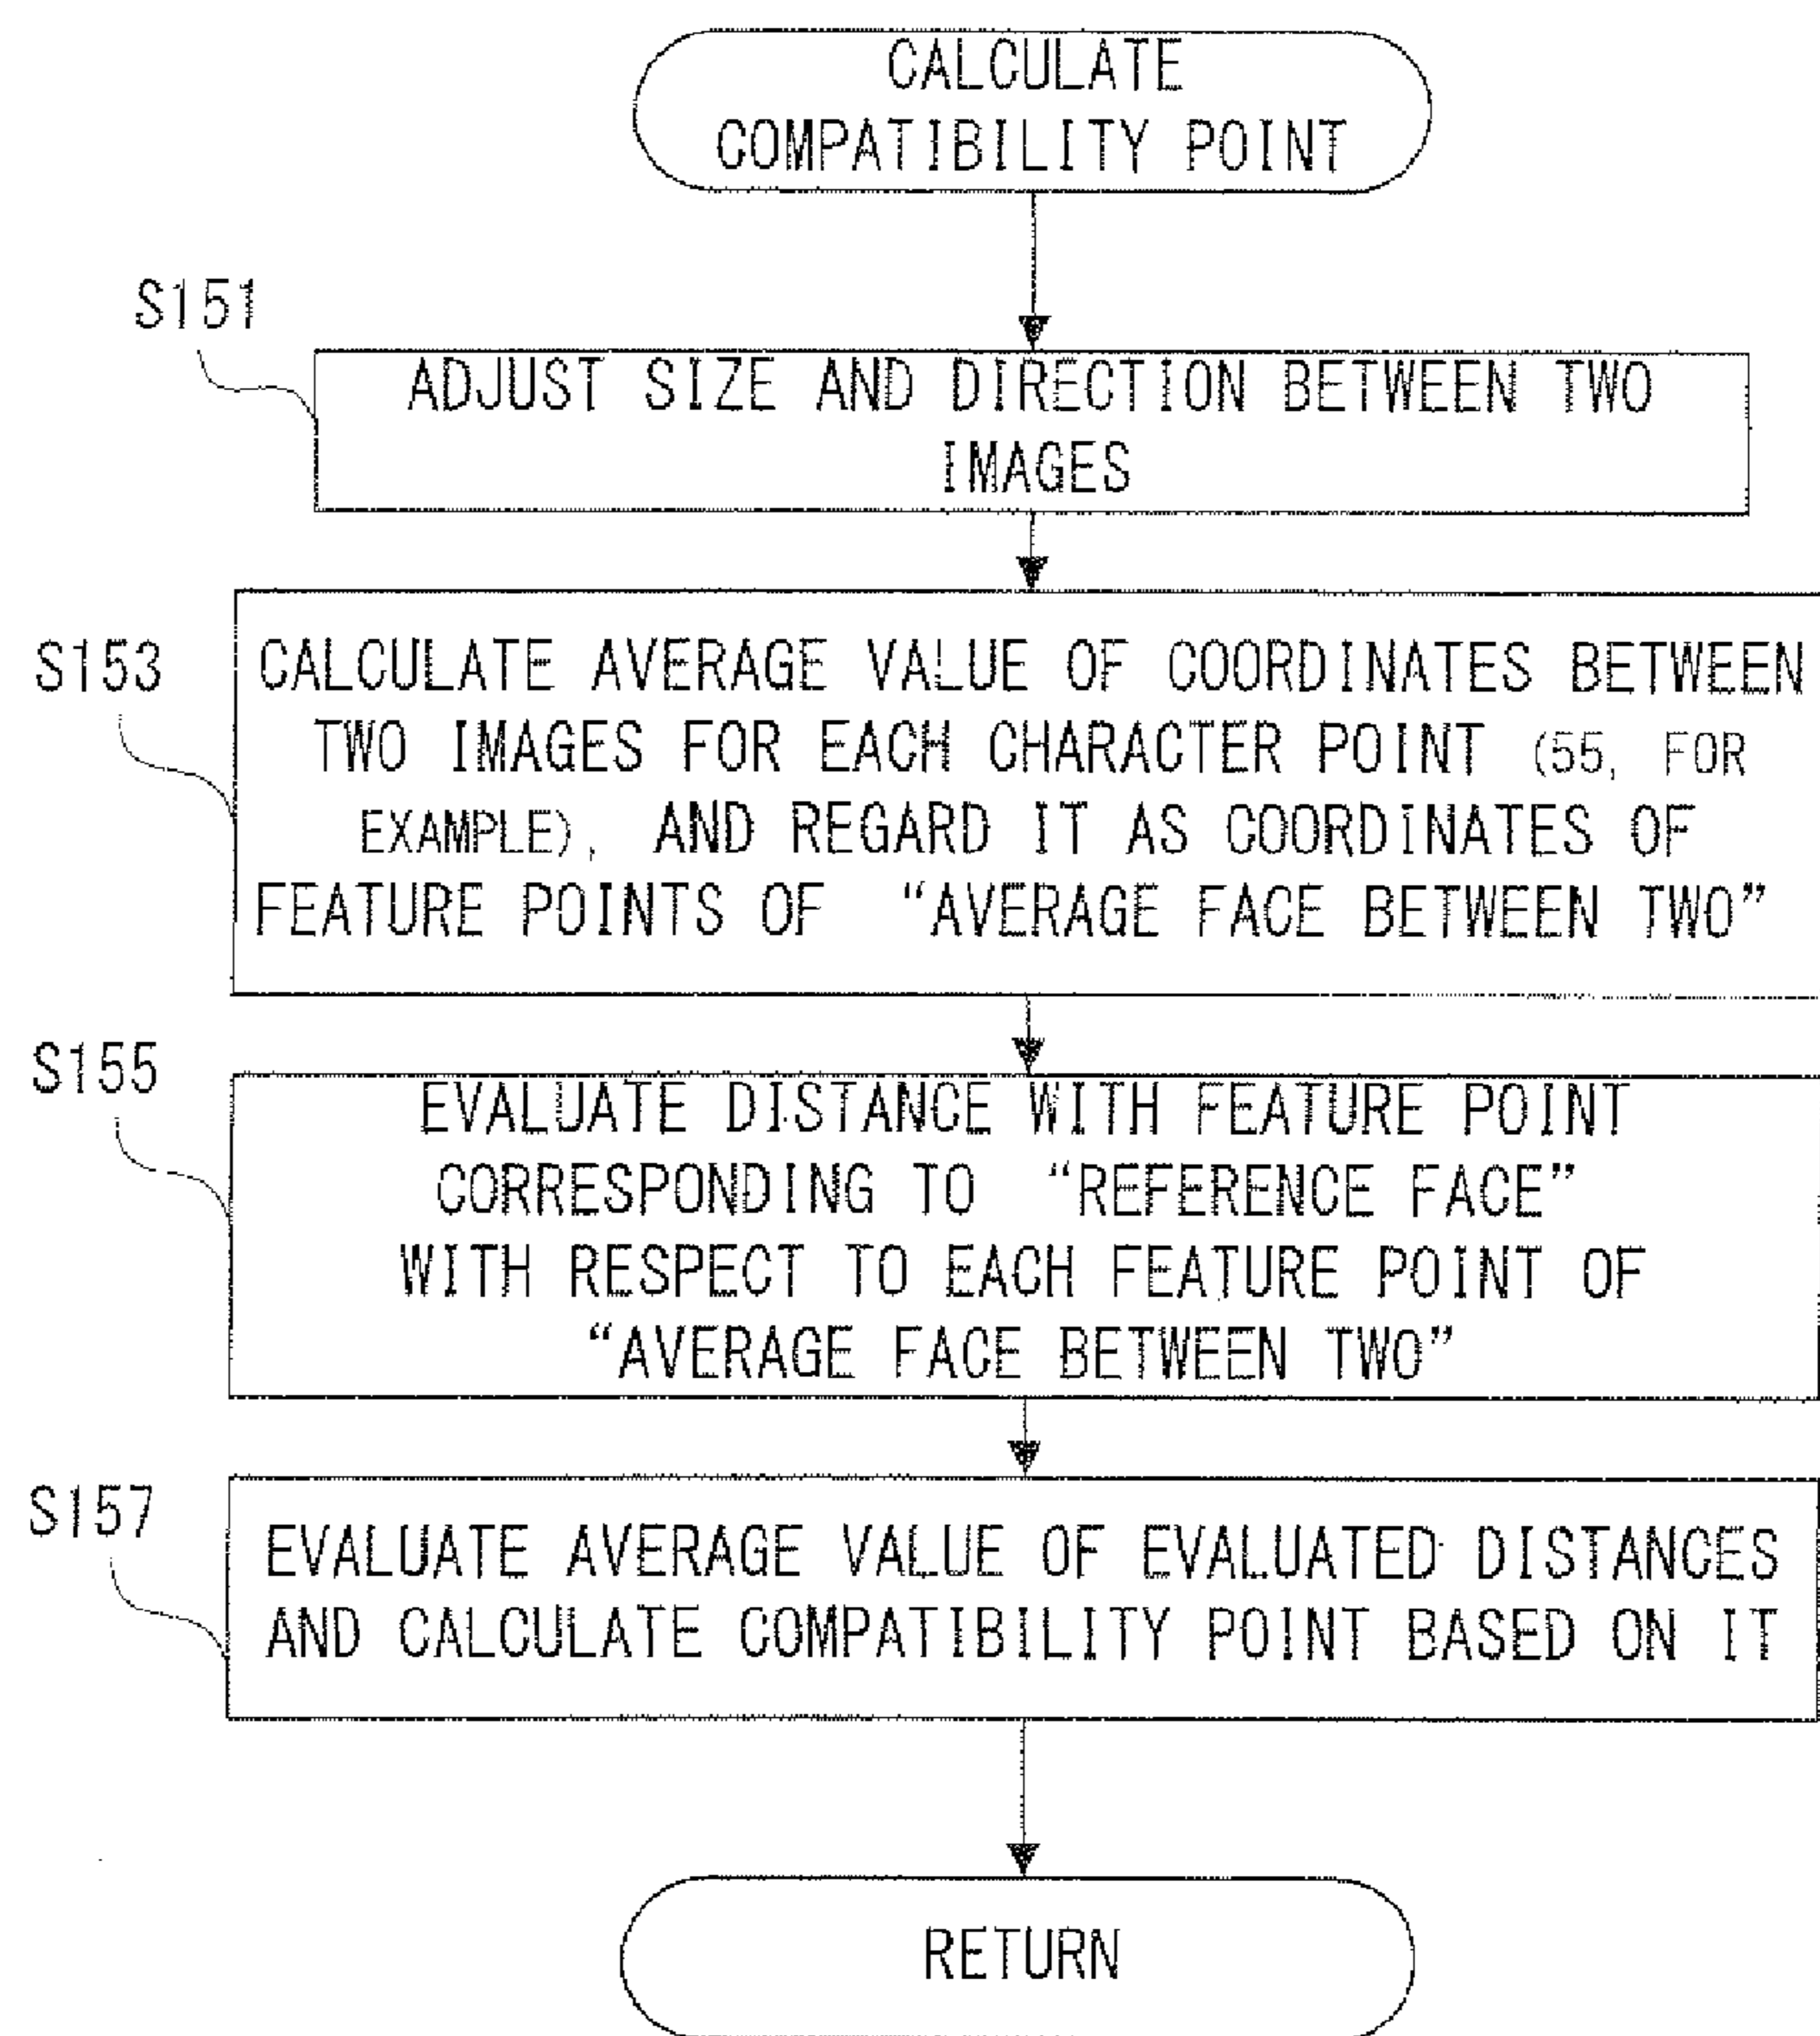 CALCULATE
COMPATIBILITY POINT
S151
ADJUST SIZE AND DIRECTION BETWEEN TWO
IMAGES
S153
CALCULATE AVERAGE VALUE OF COORDINATES BETWEEN
TWO IMAGES FOR EACH CHARACTER POINT (55, FOR
EXAMPLE), AND REGARD IT AS COORDINATES OF
FEATURE POINTS OF “AVERAGE FACE BETWEEN TWO”
S155
EVALUATE DISTANCE WITH FEATURE POINT
CORRESPONDING TO “REFERENCE FACE”
WITH RESPECT TO EACH FEATURE POINT OF
“AVERAGE FACE BETWEEN TWO”
S157
EVALUATE AVERAGE VALUE OF EVALUATED DISTANCES
AND CALCULATE COMPATIBILITY POINT BASED ON IT
RETURN